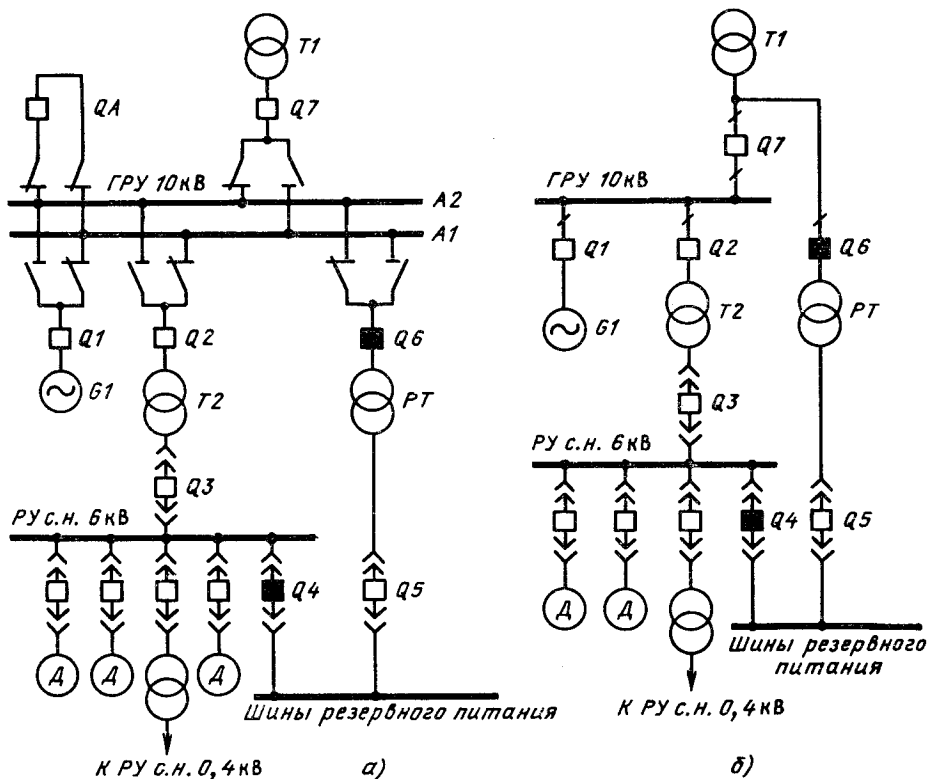 T1
QA
Q7
ГРУ 10кВ
A2
A1
Q1
Q2
Q6
G1
T2
РТ
Q3
РУ с.н. 6кВ
Q4
Q5
Д
Д
Д
Шины резервного питания
К РУ с.н. 0,4кВ
а)
T1
Q7
ГРУ 10кВ
Q1
Q2
Q6
G1
T2
РТ
Q3
РУ с.н. 6кВ
Q4
Q5
Д
Д
Шины резервного
питания
К РУ с.н. 0,4кВ
б)